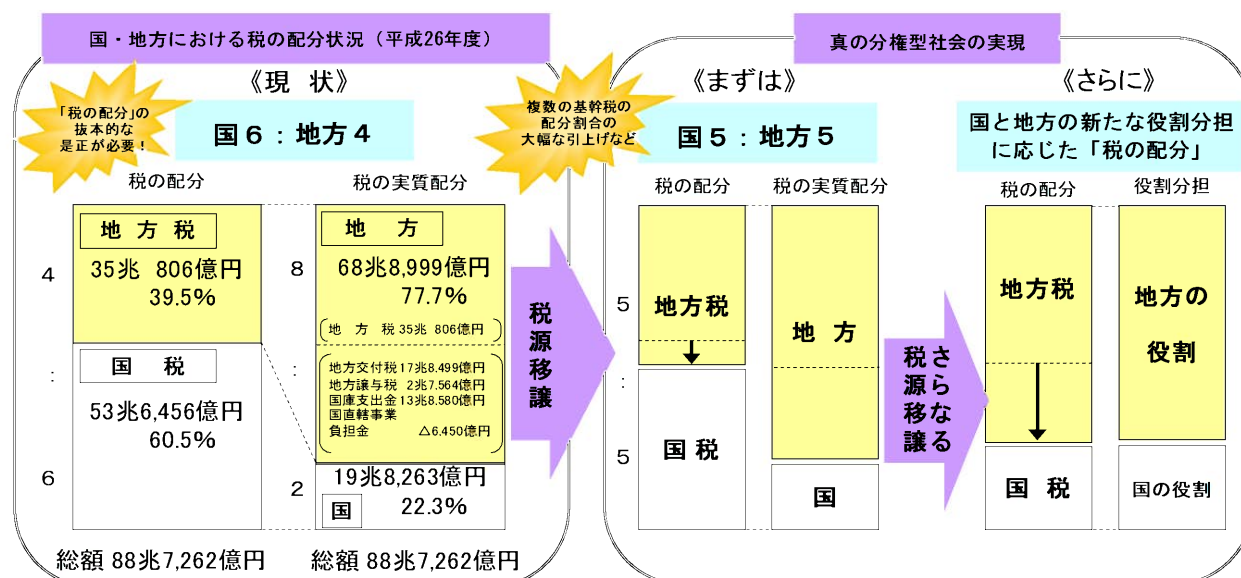 国・地方における税の配分状況（平成26年度）
《現　状》
「税の配分」の
抜本的な
是正が必要！
国６：地方４
税の配分
税の実質配分
地 方 税
35兆 806億円
39.5%
国 税
53兆6,456億円
60.5%
4
：
6
総額 88兆7,262億円
地 方
68兆8,999億円
77.7%
地 方 税 35兆 806億円
地方交付税 17兆8,499億円
地方譲与税 2兆7,564億円
国庫支出金 13兆8,580億円
国直轄事業
負担金 △6,450億円
19兆8,263億円
国
22.3%
8
：
2
総額 88兆7,262億円
税源移譲
真の分権型社会の実現
複数の基幹税の
配分割合の
大幅な引上げなど
《まずは》
国５：地方５
税の配分
税の実質配分
5
：
5
地方税
国税
地 方
国
さらなる
税源移譲
《さらに》
国と地方の新たな役割分担
に応じた「税の配分」
税の配分
役割分担
地方税
国 税
地方の
役割
国の役割